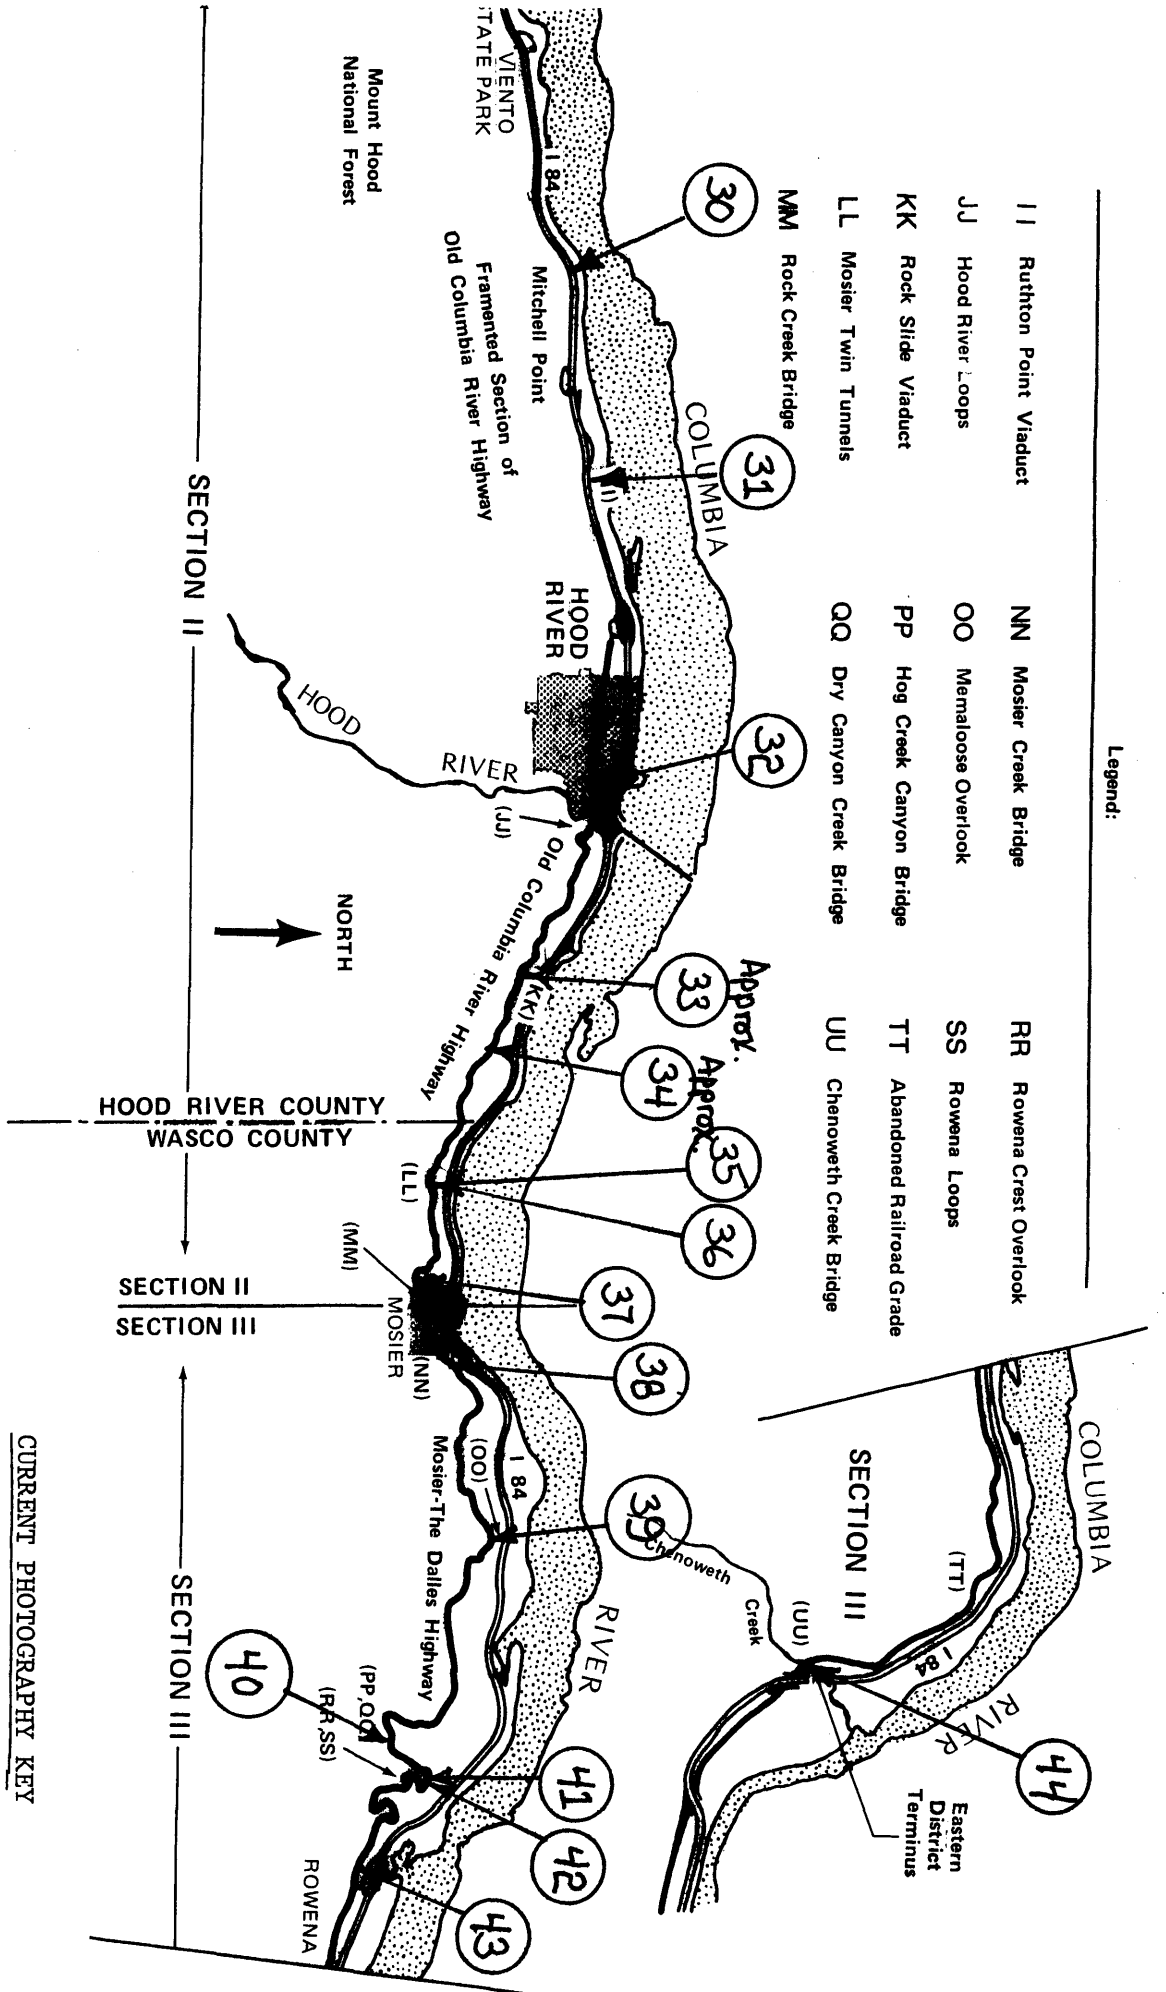 Legend:
II Ruthton Point Viaduct
JJ Hood River Loops
KK Rock Slide Viaduct
LL Mosier Twin Tunnels
MM Rock Creek Bridge
NN Mosier Creek Bridge
OO Memaloose Overlook
PP Hog Creek Canyon Bridge
QQ Dry Canyon Creek Bridge
RR Rowena Crest Overlook
SS Rowena Loops
TT Abandoned Railroad Grade
UU Chenoweth Creek Bridge
30
31
32
33
Approx.
34
Approx.
35
36
37
38
39
40
41
42
43
44
COLUMBIA
RIVER
VIENTO
STATE PARK
I 84
Mount Hood
National Forest
Mitchell Point
Framented Section of
Old Columbia River Highway
(II)
HOOD
RIVER
HOOD
RIVER
(JJ)
Old Columbia River Highway
(KK)
NORTH
SECTION II
HOOD RIVER COUNTY
WASCO COUNTY
(LL)
(MM)
SECTION II
SECTION III
MOSIER
(NN)
(OO)
I 84
Mosier-The Dalles Highway
(PP,QQ)
(RR,SS)
ROWENA
SECTION III
COLUMBIA
RIVER
SECTION III
(TT)
I 84
(UU)
Chenoweth
Creek
Eastern
District
Terminus
CURRENT PHOTOGRAPHY KEY